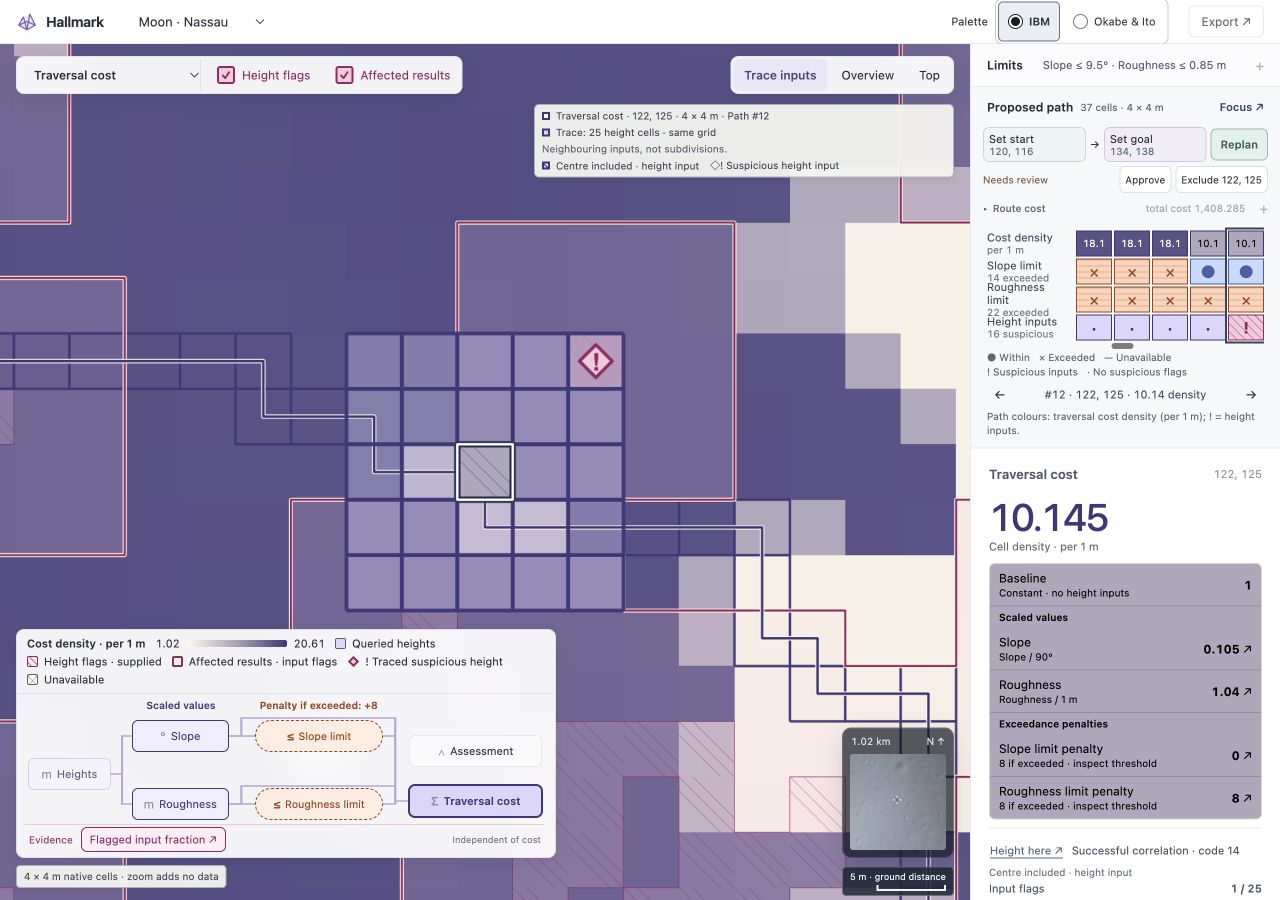 Hallmark
Moon · Nassau
Palette
IBM
Okabe & Ito
Export ↗
Traversal cost
Height flags
Affected results
Trace inputs
Overview
Top
Traversal cost · 122, 125 · 4 × 4 m · Path #12
Trace: 25 height cells · same grid
Neighbouring inputs, not subdivisions.
Centre included · height input ◇! Suspicious height input
!
Cost density · per 1 m 1.02 20.61 Queried heights
Height flags · supplied Affected results · input flags ! Traced suspicious height
Unavailable
Scaled values
Penalty if exceeded: +8
° Slope
≤ Slope limit
∧ Assessment
m Heights
m Roughness
≤ Roughness limit
Σ Traversal cost
Evidence
Flagged input fraction ↗
Independent of cost
4 × 4 m native cells · zoom adds no data
1.02 km
N ↑
5 m · ground distance
Limits
Slope ≤ 9.5° · Roughness ≤ 0.85 m
+
Proposed path
37 cells · 4 × 4 m
Focus ↗
Set start
120, 116
→
Set goal
134, 138
Replan
Needs review
Approve
Exclude 122, 125
▸ Route cost
total cost 1,408.285
+
Cost density
per 1 m
18.1 18.1 18.1 10.1 10.1
Slope limit
14 exceeded
× × × ● ●
Roughness
limit
22 exceeded
× × × × ×
Height inputs
16 suspicious
· · · · !
● Within × Exceeded — Unavailable
! Suspicious inputs · No suspicious flags
←
#12 · 122, 125 · 10.14 density
→
Path colours: traversal cost density (per 1 m); ! = height
inputs.
Traversal cost
122, 125
10.145
Cell density · per 1 m
Baseline
Constant · no height inputs
1
Scaled values
Slope
Slope / 90°
0.105 ↗
Roughness
Roughness / 1 m
1.04 ↗
Exceedance penalties
Slope limit penalty
8 if exceeded · inspect threshold
0 ↗
Roughness limit penalty
8 if exceeded · inspect threshold
8 ↗
Height here ↗ Successful correlation · code 14
Centre included · height input
Input flags
1 / 25